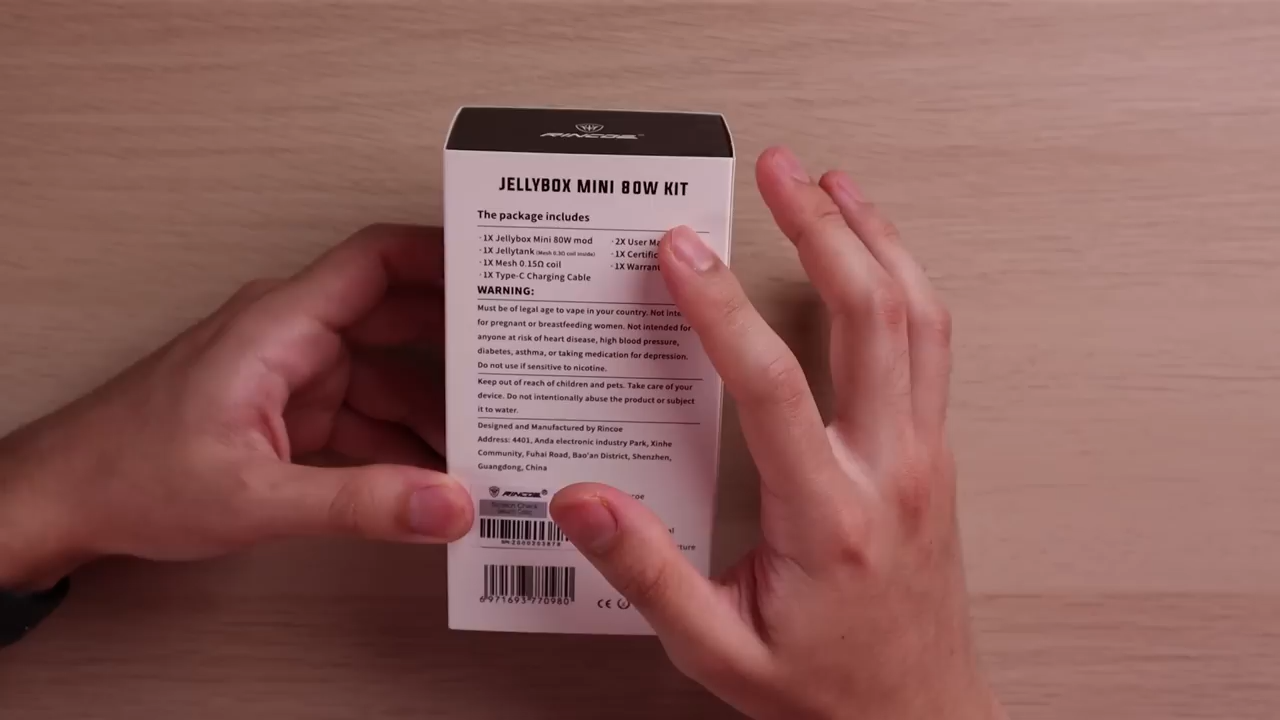 RINCOE
JELLYBOX MINI 80W KIT
The package includes
·1X Jellybox Mini 80W mod
·1X Jellytank (Mesh 0.3Ω coil inside)
·1X Mesh 0.15Ω coil
·1X Type-C Charging Cable
·2X User
·1X
·1X
WARNING:
Must be of legal age to vape in your country. Not
for pregnant or breastfeeding women. Not intended for
anyone at risk of heart disease, high blood pressure,
diabetes, asthma, or taking medication for depression.
Do not use if sensitive to nicotine.
Keep out of reach of children and pets. Take care of your
device. Do not intentionally abuse the product or subject
it to water.
Designed and Manufactured by Rincoe
Address: 4401, Anda electronic industry Park, Xinhe
Community, Fuhai Road, Bao'an District, Shenzhen,
Guangdong, China
RINCOE
6971693770980
CE